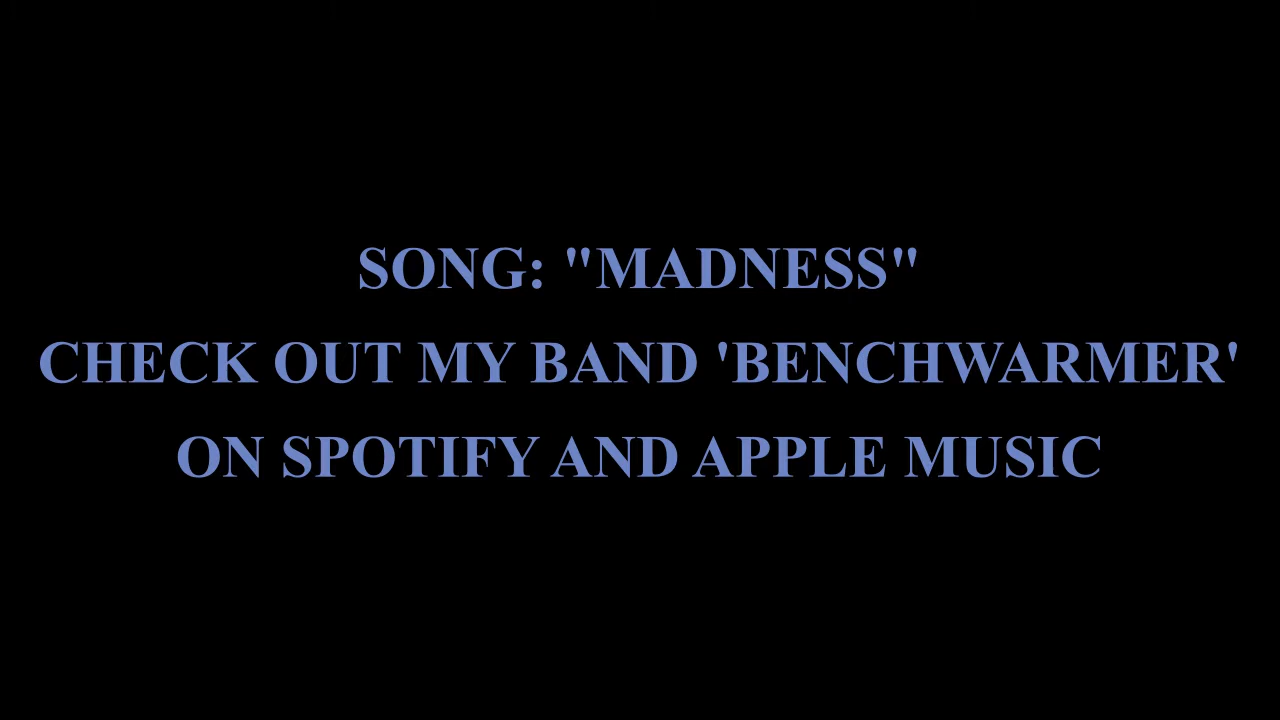 SONG: "MADNESS"
CHECK OUT MY BAND 'BENCHWARMER'
ON SPOTIFY AND APPLE MUSIC